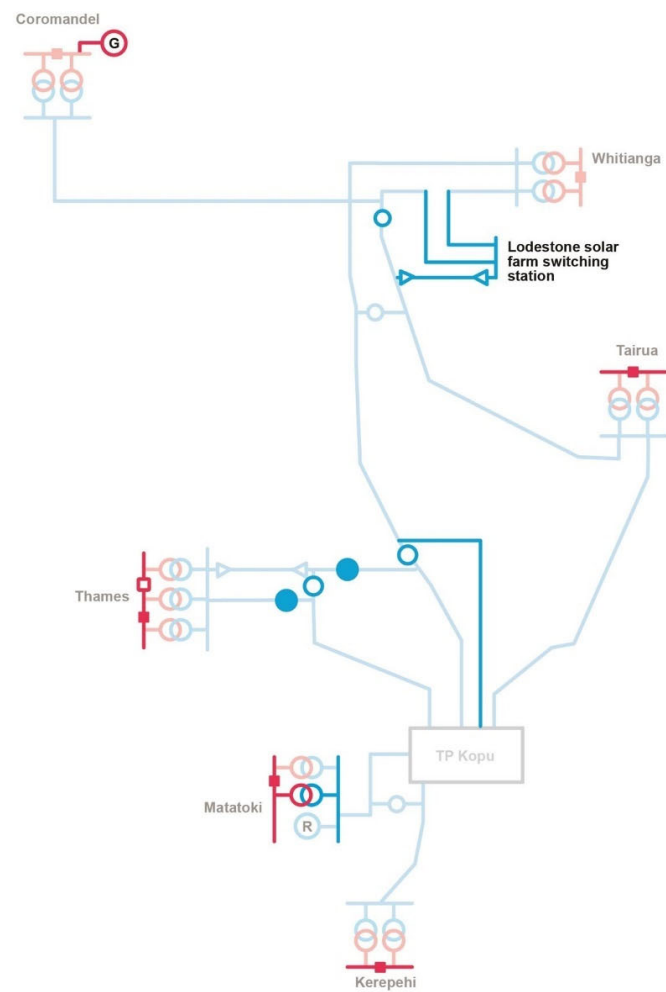 Coromandel
G
Whitianga
Lodestone solar
farm switching
station
Tairua
Thames
TP Kopu
Matatoki
R
Kerepehi